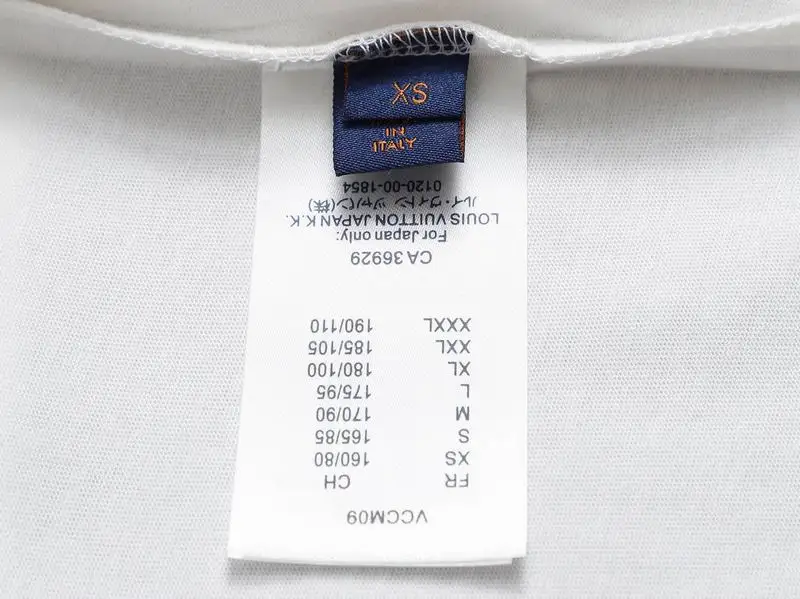 XS
IN
ITALY
VCCM09
FR CH
XS 160/80
S 165/85
M 170/90
L 175/95
XL 180/100
XXL 185/105
XXXL 190/110
CA 36929
For Japan only:
LOUIS VUITTON JAPAN K.K.
ルイ・ヴィトン ジャパン(株)
0120-00-1854